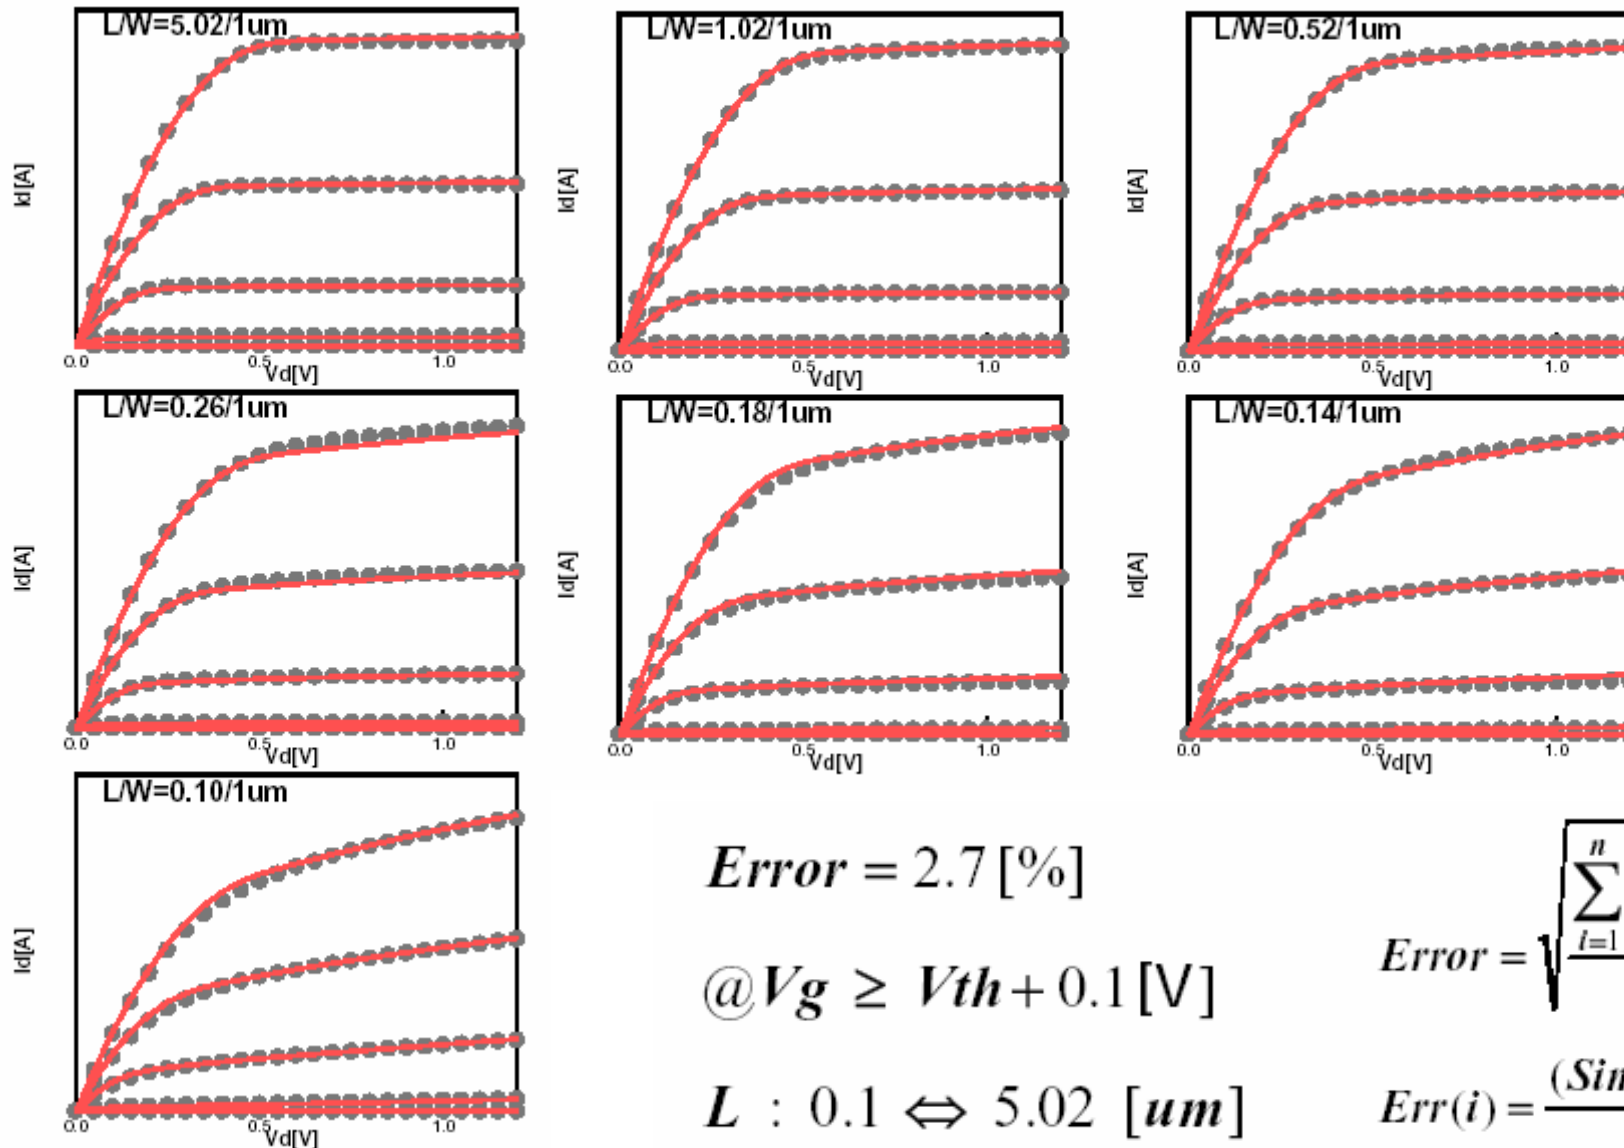 L/W=5.02/1um
L/W=1.02/1um
L/W=0.52/1um
Id[A]
Id[A]
Id[A]
0.0
0.5
1.0
Vd[V]
0.0
0.5
1.0
Vd[V]
0.0
0.5
1.0
Vd[V]
L/W=0.26/1um
L/W=0.18/1um
L/W=0.14/1um
Id[A]
Id[A]
Id[A]
0.0
0.5
1.0
Vd[V]
0.0
0.5
1.0
Vd[V]
0.0
0.5
1.0
Vd[V]
L/W=0.10/1um
Id[A]
0.0
0.5
1.0
Vd[V]
Error = 2.7 [%]
@Vg ≥ Vth + 0.1 [V]
L : 0.1 ⇔ 5.02 [um]
Error = √∑ n i=1
Err(i) = (Sin